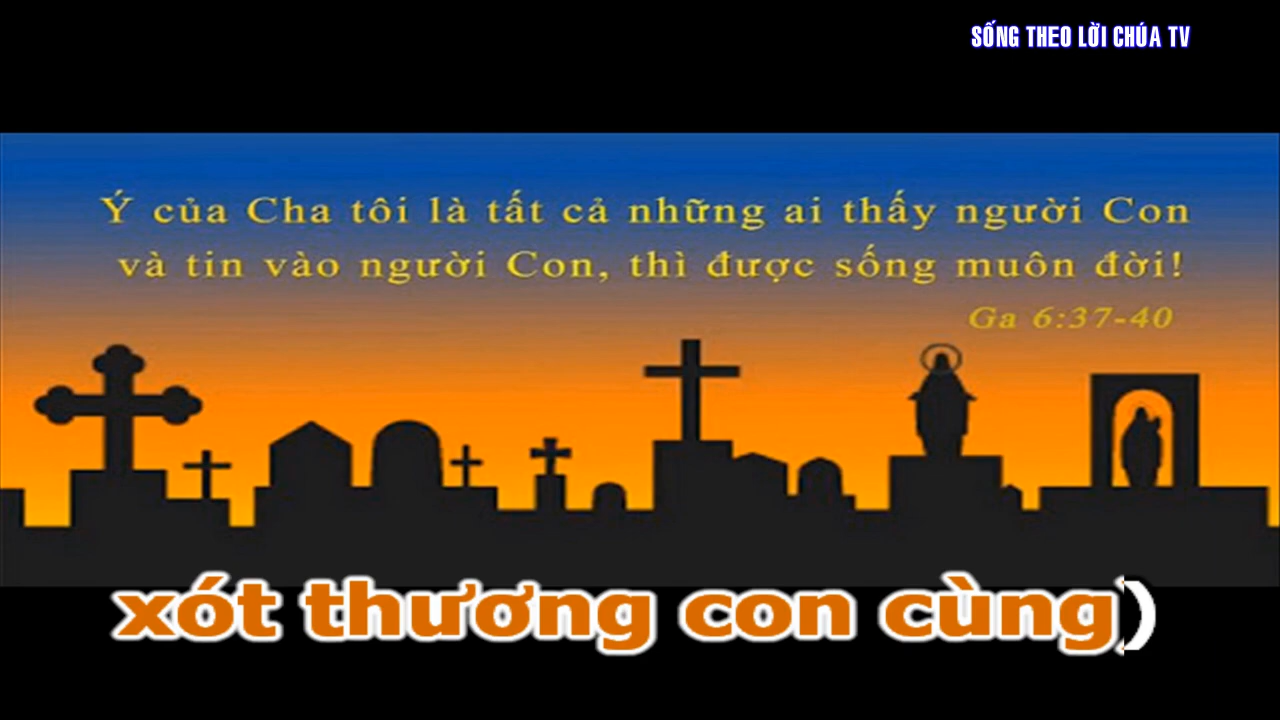 SỐNG THEO LỜI CHÚA TV
Ý của Cha tôi là tất cả những ai thấy người Con
và tin vào người Con, thì được sống muôn đời!
Ga 6:37-40
xót thương con cùng)